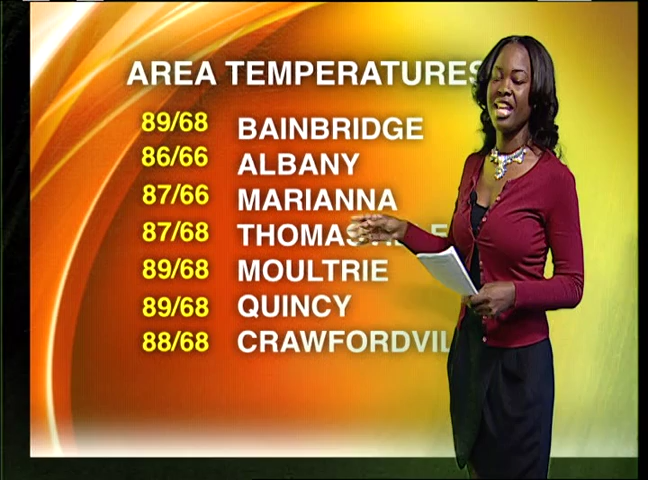 AREA TEMPERATURES
89/68 BAINBRIDGE
86/66 ALBANY
87/66 MARIANNA
87/68
89/68 MOULTRIE
89/68 QUINCY
88/68 CRAWFORDVIL